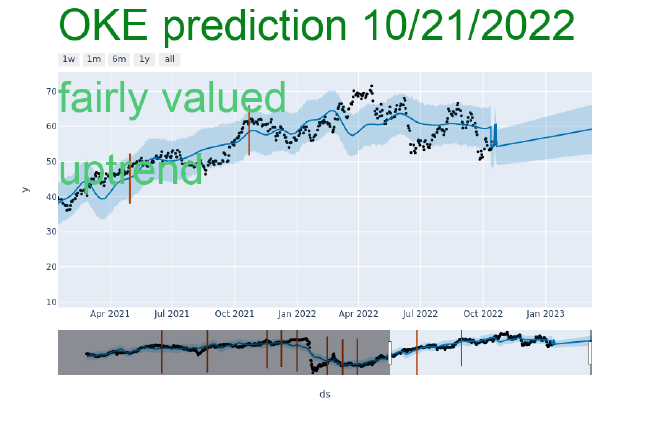 OKE prediction 10/21/2022
1w 1m 6m 1y all
fairly valued
uptrend
70
60
50
40
30
20
10
y
Apr 2021 Jul 2021 Oct 2021 Jan 2022 Apr 2022 Jul 2022 Oct 2022 Jan 2023
ds